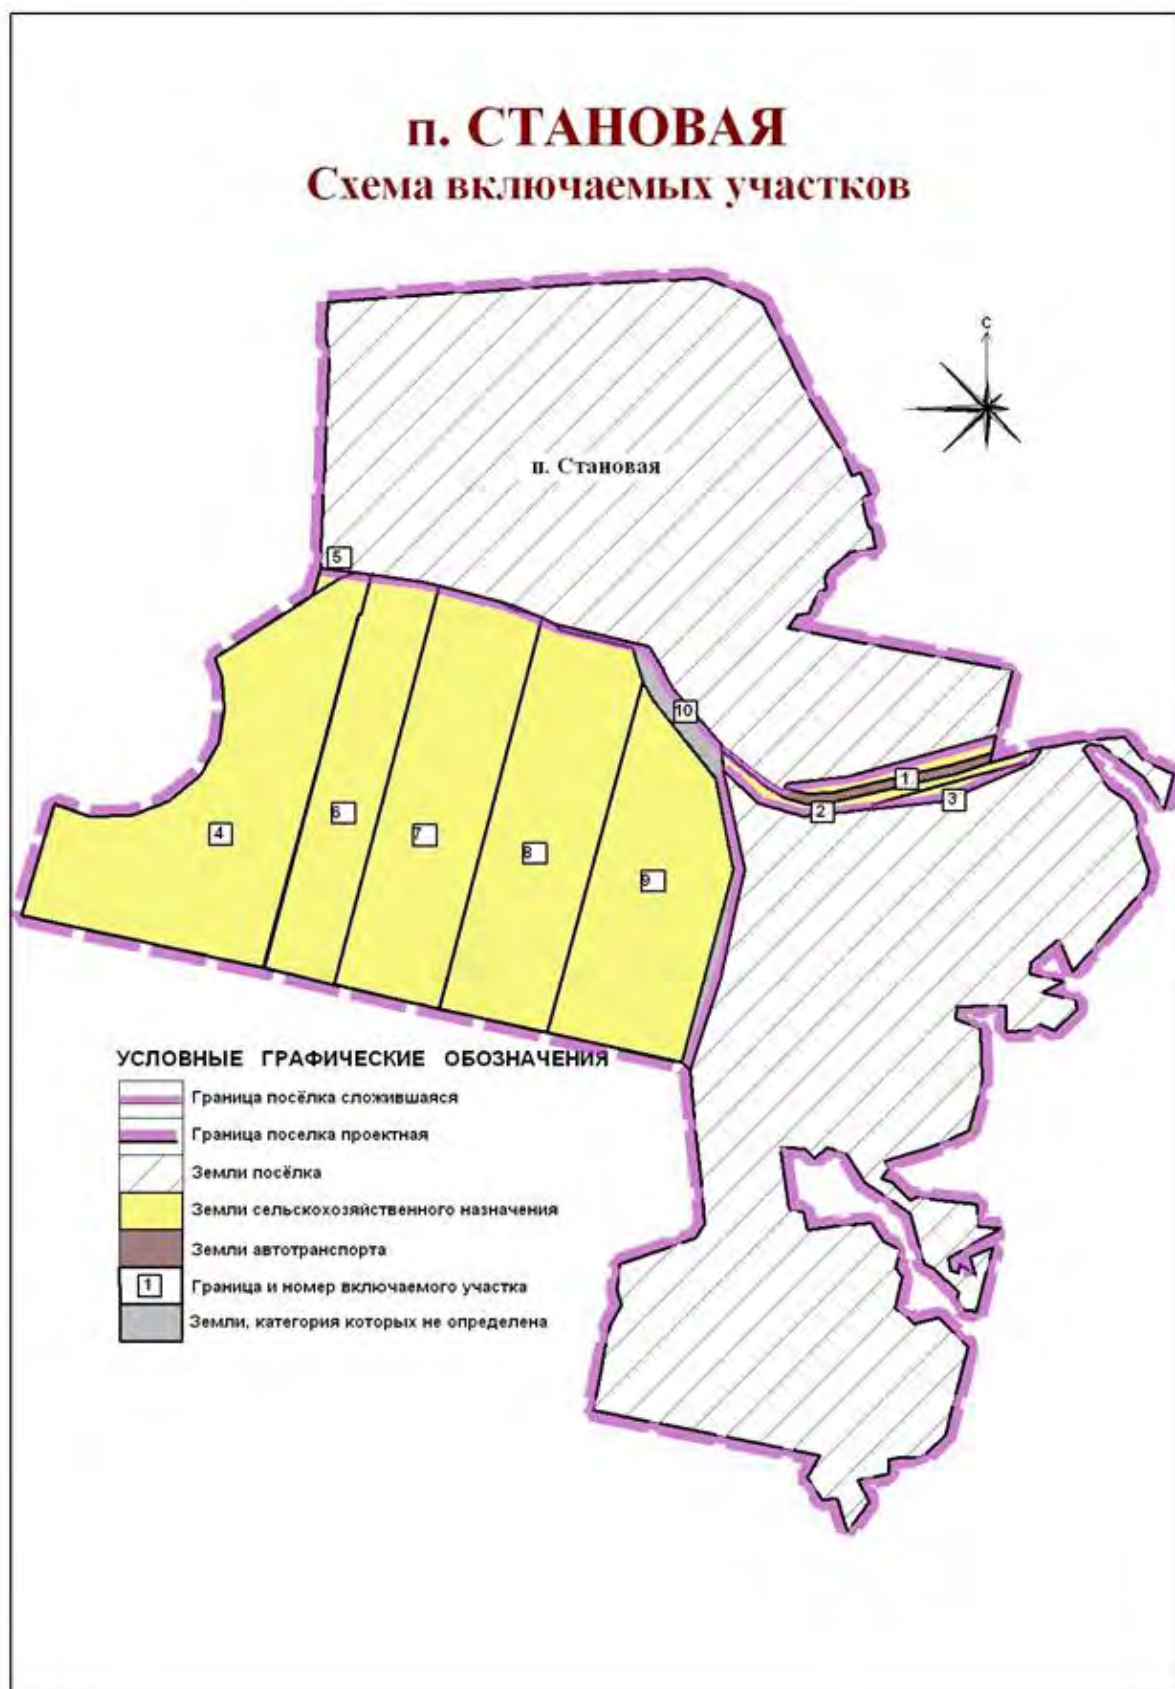 п. СТАНОВАЯ
Схема включаемых участков
С
п. Становая
5
10
1
2
3
4
6
7
8
9
УСЛОВНЫЕ ГРАФИЧЕСКИЕ ОБОЗНАЧЕНИЯ
Граница посёлка сложившаяся
Граница поселка проектная
Земли посёлка
Земли сельскохозяйственного назначения
Земли автотранспорта
1
Граница и номер включаемого участка
Земли, категория которых не определена